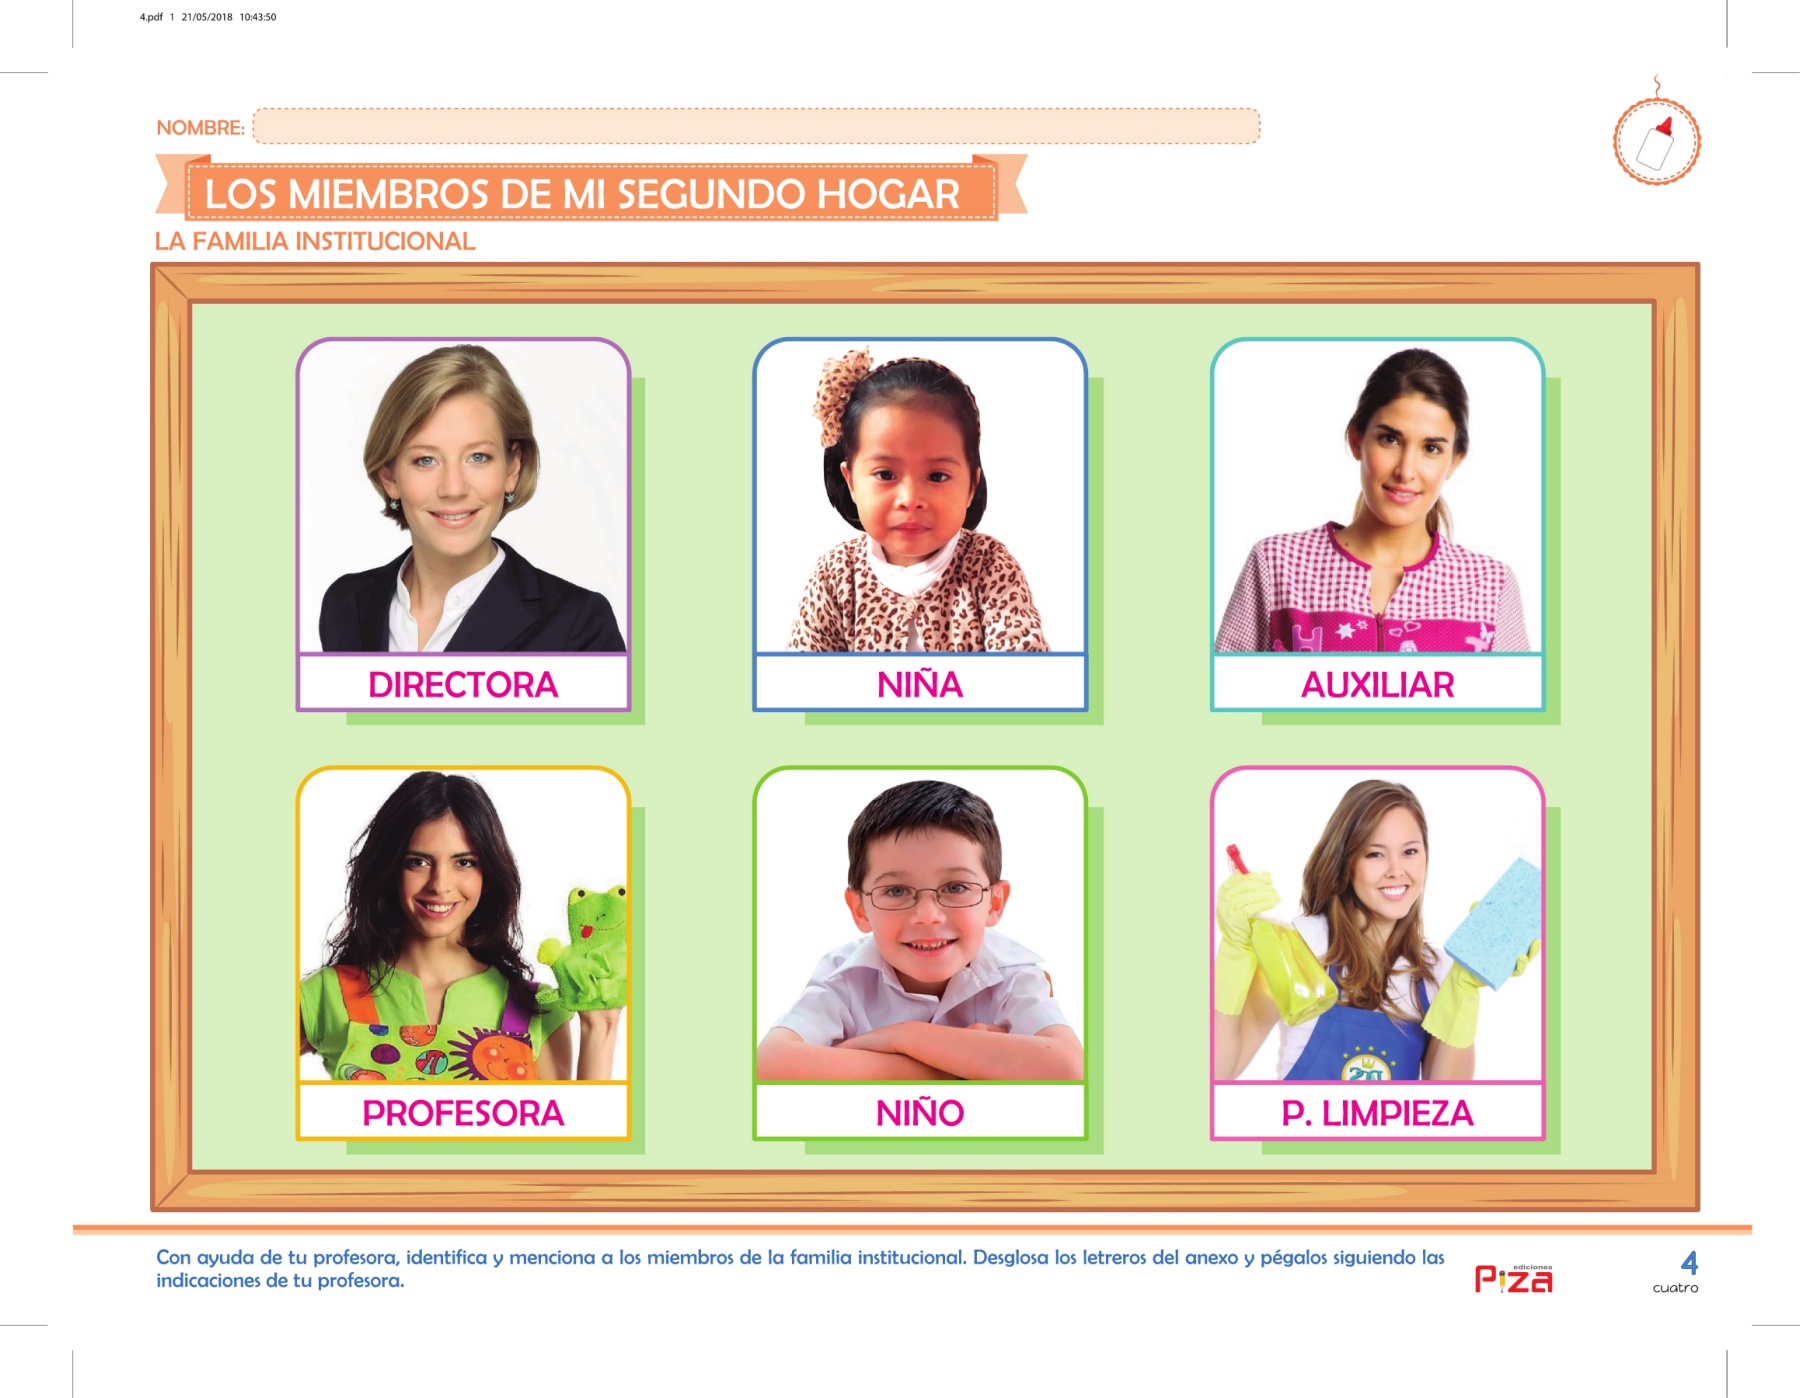 4.pdf 1 21/05/2018 10:43:50
NOMBRE:
LOS MIEMBROS DE MI SEGUNDO HOGAR
LA FAMILIA INSTITUCIONAL
DIRECTORA
NIÑA
AUXILIAR
PROFESORA
NIÑO
P. LIMPIEZA
Con ayuda de tu profesora, identifica y menciona a los miembros de la familia institucional. Desglosa los letreros del anexo y pégalos siguiendo las
indicaciones de tu profesora.
ediciones
Piza
4
cuatro